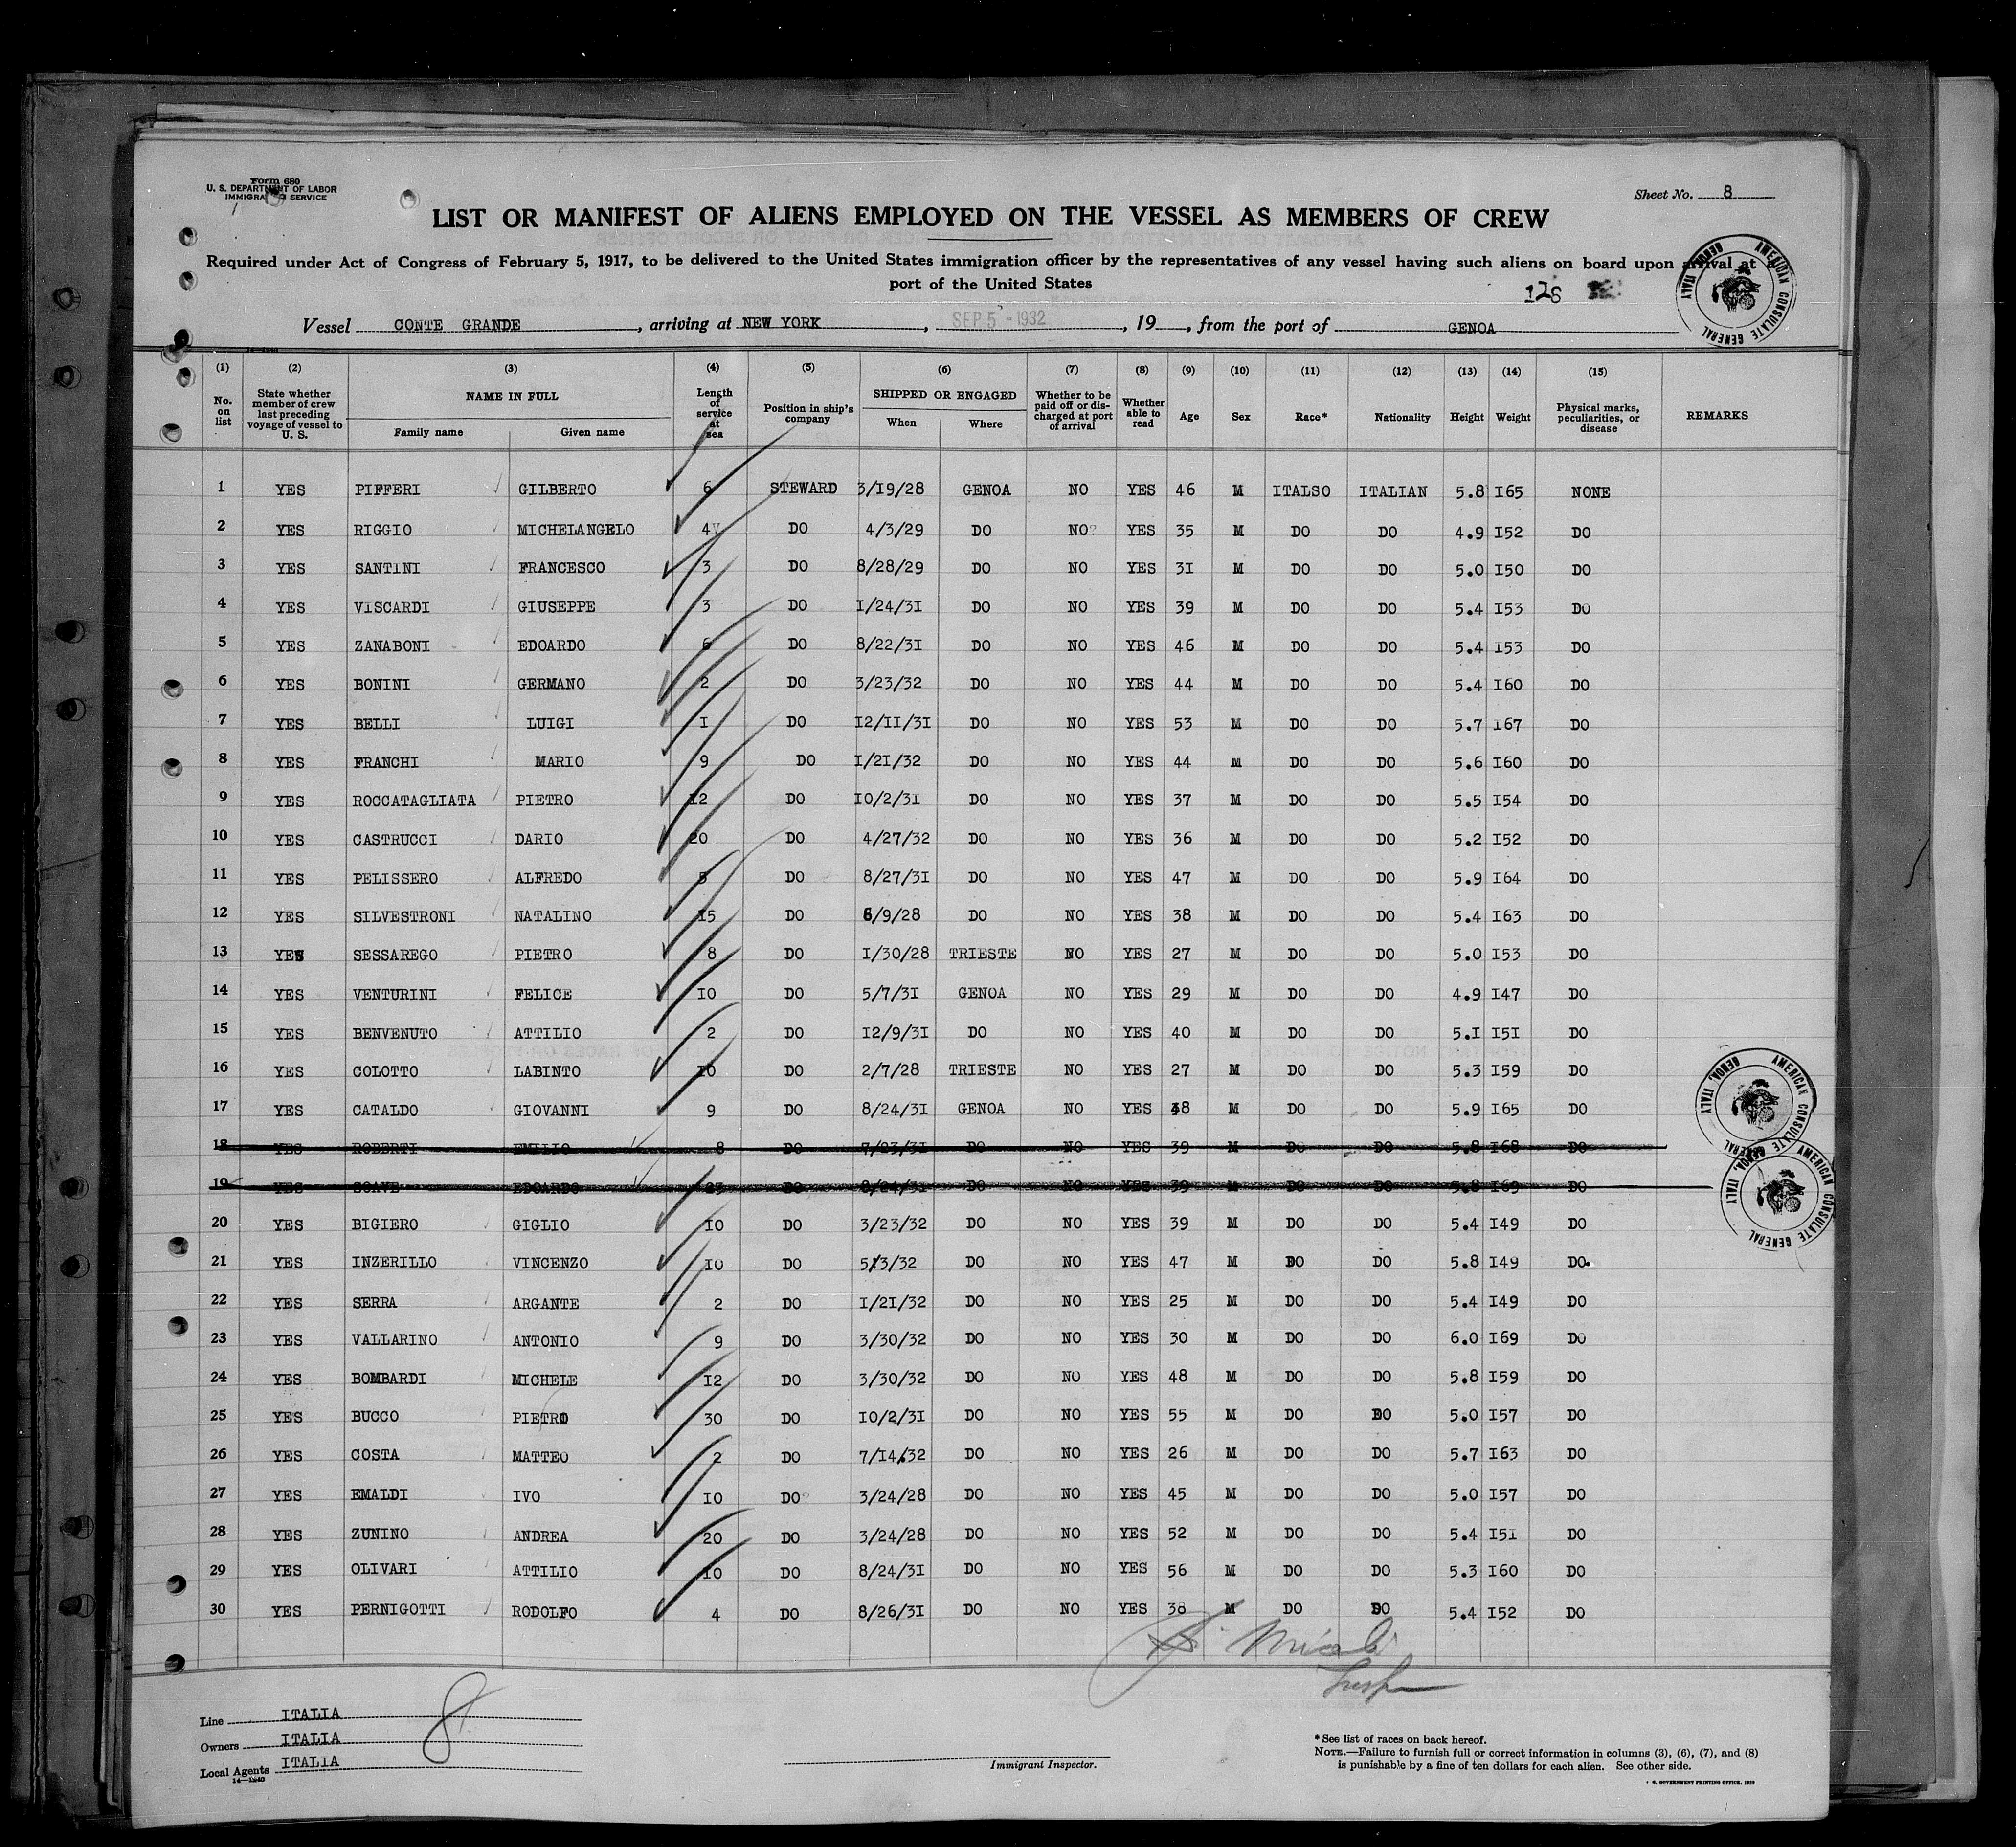 Form 680
U. S. DEPARTMENT OF LABOR
IMMIGRATION SERVICE
Sheet No. 8
LIST OR MANIFEST OF ALIENS EMPLOYED ON THE VESSEL AS MEMBERS OF CREW
Required under Act of Congress of February 5, 1917, to be delivered to the United States immigration officer by the representatives of any vessel having such aliens on board upon arrival at a
port of the United States
126
AMERICAN CONSULATE GENERAL GENOA, ITALY
Vessel CONTE GRANDE, arriving at NEW YORK, SEP 5 - 1932, 19, from the port of GENOA
(1) (2) (3) (4) (5) (6) (7) (8) (9) (10) (11) (12) (13) (14) (15)
No. on list | State whether member of crew last preceding voyage of vessel to U. S. | NAME IN FULL Family name Given name | Length of service at sea | Position in ship's company | SHIPPED OR ENGAGED When Where | Whether to be paid off or discharged at port of arrival | Whether able to read | Age | Sex | Race* | Nationality | Height | Weight | Physical marks, peculiarities, or disease | REMARKS
1 YES PIFFERI GILBERTO 6 STEWARD 3/19/28 GENOA NO YES 46 M ITALSO ITALIAN 5.8 165 NONE
2 YES RIGGIO MICHELANGELO 4 DO 4/3/29 DO NO YES 35 M DO DO 4.9 152 DO
3 YES SANTINI FRANCESCO 3 DO 8/28/29 DO NO YES 31 M DO DO 5.0 150 DO
4 YES VISCARDI GIUSEPPE 3 DO 1/24/31 DO NO YES 39 M DO DO 5.4 153 DO
5 YES ZANABONI EDOARDO 6 DO 8/22/31 DO NO YES 46 M DO DO 5.4 153 DO
6 YES BONINI GERMANO 2 DO 3/23/32 DO NO YES 44 M DO DO 5.4 160 DO
7 YES BELLI LUIGI 1 DO 12/11/31 DO NO YES 53 M DO DO 5.7 167 DO
8 YES FRANCHI MARIO 9 DO 1/21/32 DO NO YES 44 M DO DO 5.6 160 DO
9 YES ROCCATAGLIATA PIETRO 12 DO 10/2/31 DO NO YES 37 M DO DO 5.5 154 DO
10 YES CASTRUCCI DARIO 20 DO 4/27/32 DO NO YES 36 M DO DO 5.2 152 DO
11 YES PELISSERO ALFREDO 5 DO 8/27/31 DO NO YES 47 M DO DO 5.9 164 DO
12 YES SILVESTRONI NATALINO 15 DO 6/9/28 DO NO YES 38 M DO DO 5.4 163 DO
13 YES SESSAREGO PIETRO 8 DO 1/30/28 TRIESTE NO YES 27 M DO DO 5.0 153 DO
14 YES VENTURINI FELICE 10 DO 5/7/31 GENOA NO YES 29 M DO DO 4.9 147 DO
15 YES BENVENUTO ATTILIO 2 DO 12/9/31 DO NO YES 40 M DO DO 5.1 151 DO
16 YES COLOTTO LABINTO 10 DO 2/7/28 TRIESTE NO YES 27 M DO DO 5.3 159 DO
17 YES CATALDO GIOVANNI 9 DO 8/24/31 GENOA NO YES 48 M DO DO 5.9 165 DO
AMERICAN CONSULATE GENERAL GENOA, ITALY
18 YES ROBERTI EMILIO 8 DO 7/23/31 DO NO YES 39 M DO DO 5.8 168 DO
19 YES SOAVE EDOARDO 23 DO 8/24/31 DO NO YES 39 M DO DO 5.8 169 DO
AMERICAN CONSULATE GENERAL GENOA, ITALY
20 YES BIGIERO GIGLIO 10 DO 3/23/32 DO NO YES 39 M DO DO 5.4 149 DO
21 YES INZERILLO VINCENZO 10 DO 5/3/32 DO NO YES 47 M DO DO 5.8 149 DO.
22 YES SERRA ARGANTE 2 DO 1/21/32 DO NO YES 25 M DO DO 5.4 149 DO
23 YES VALLARINO ANTONIO 9 DO 3/30/32 DO NO YES 30 M DO DO 6.0 169 DO
24 YES BOMBARDI MICHELE 12 DO 3/30/32 DO NO YES 48 M DO DO 5.8 159 DO
25 YES BUCCO PIETRO 30 DO 10/2/31 DO NO YES 55 M DO DO 5.0 157 DO
26 YES COSTA MATTEO 2 DO 7/14/32 DO NO YES 26 M DO DO 5.7 163 DO
27 YES EMALDI IVO 10 DO 3/24/28 DO NO YES 45 M DO DO 5.0 157 DO
28 YES ZUNINO ANDREA 20 DO 3/24/28 DO NO YES 52 M DO DO 5.4 151 DO
29 YES OLIVARI ATTILIO 10 DO 8/24/31 DO NO YES 56 M DO DO 5.3 160 DO
30 YES PERNIGOTTI RODOLFO 4 DO 8/26/31 DO NO YES 38 M DO DO 5.4 152 DO
Line ITALIA
Owners ITALIA
Local Agents ITALIA
14—1240
8
Immigrant Inspector.
*See list of races on back hereof.
NOTE.—Failure to furnish full or correct information in columns (3), (6), (7), and (8)
is punishable by a fine of ten dollars for each alien. See other side.
GOVERNMENT PRINTING OFFICE: 1929